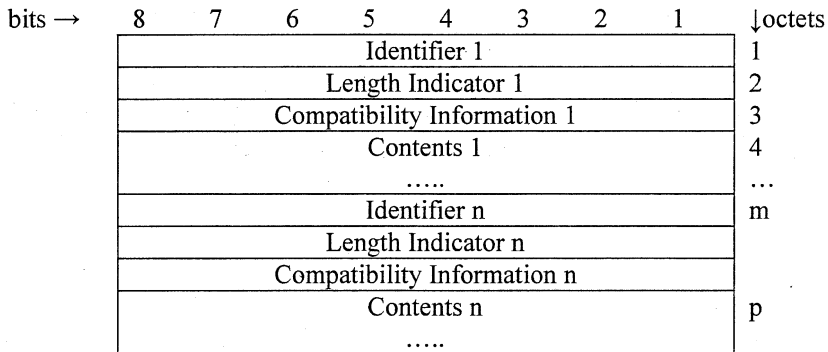 bits → 8 7 6 5 4 3 2 1 ↓octets
Identifier 1 1
Length Indicator 1 2
Compatibility Information 1 3
Contents 1 4
..... ...
Identifier n m
Length Indicator n
Compatibility Information n
Contents n p
.....